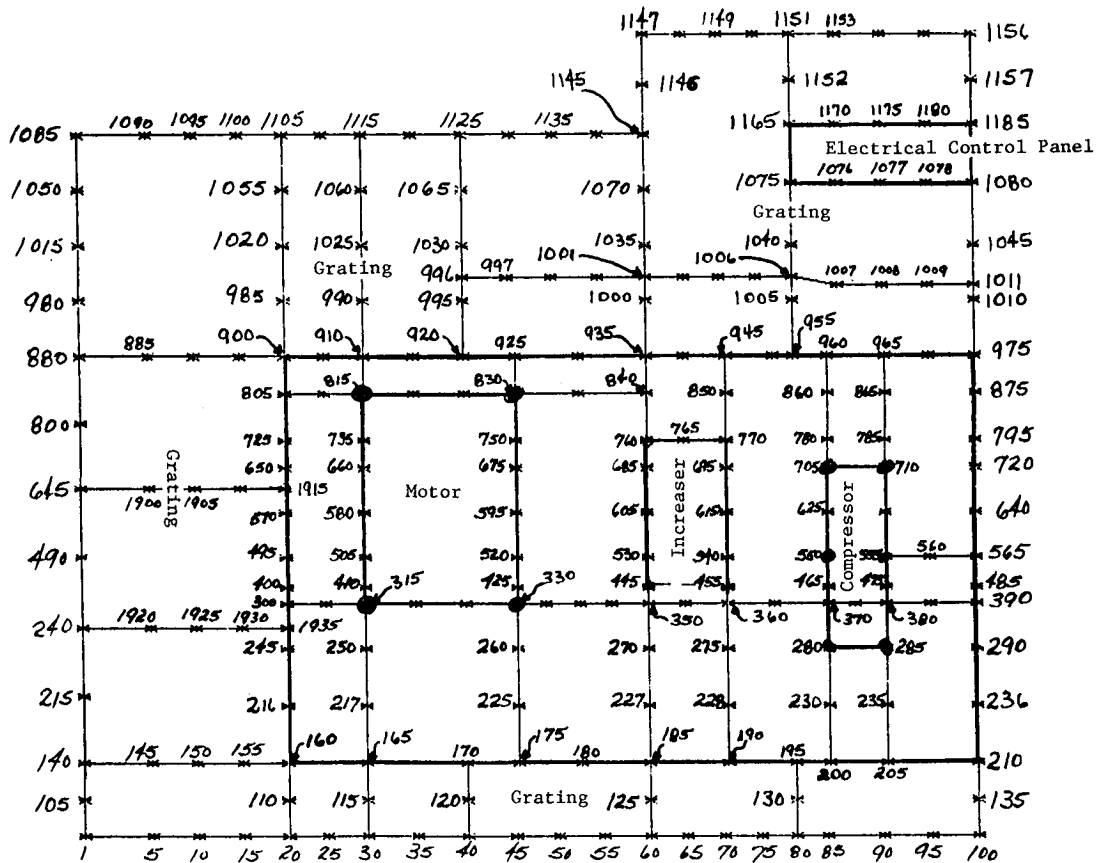 1147 1149 1151 1153 1156
1145 1146 1152 1157
1085 1090 1095 1100 1105 1115 1125 1135 1165 1170 1175 1180 1185
Electrical Control Panel
1050 1055 1060 1065 1070 1075 1076 1077 1078 1080
Grating
1015 1020 1025 1030 1035 1040 1045
Grating
996 997 1001 1006 1007 1008 1009 1011
980 985 990 995 1000 1005 1010
880 885 900 910 920 925 935 945 955 960 965 975
805 815 830 840 850 860 865 875
800
725 735 750 760 765 770 780 785 795
650 660 675 685 695 705 710 720
Grating
Motor
Increaser
Compressor
645 1900 1905 1915
570 580 595 605 615 625 640
490 495 505 520 530 540 550 555 560 565
400 410 425 445 455 465 475 485
300 315 330 350 360 370 380 390
240 1920 1925 1930 1935
245 250 260 270 275 280 285 290
215 216 217 225 227 228 230 235 236
140 145 150 155 160 165 170 175 180 185 190 195 200 205 210
105 110 115 120 125 130 135
Grating
1 5 10 15 20 25 30 40 45 50 55 60 65 70 75 80 85 90 95 100